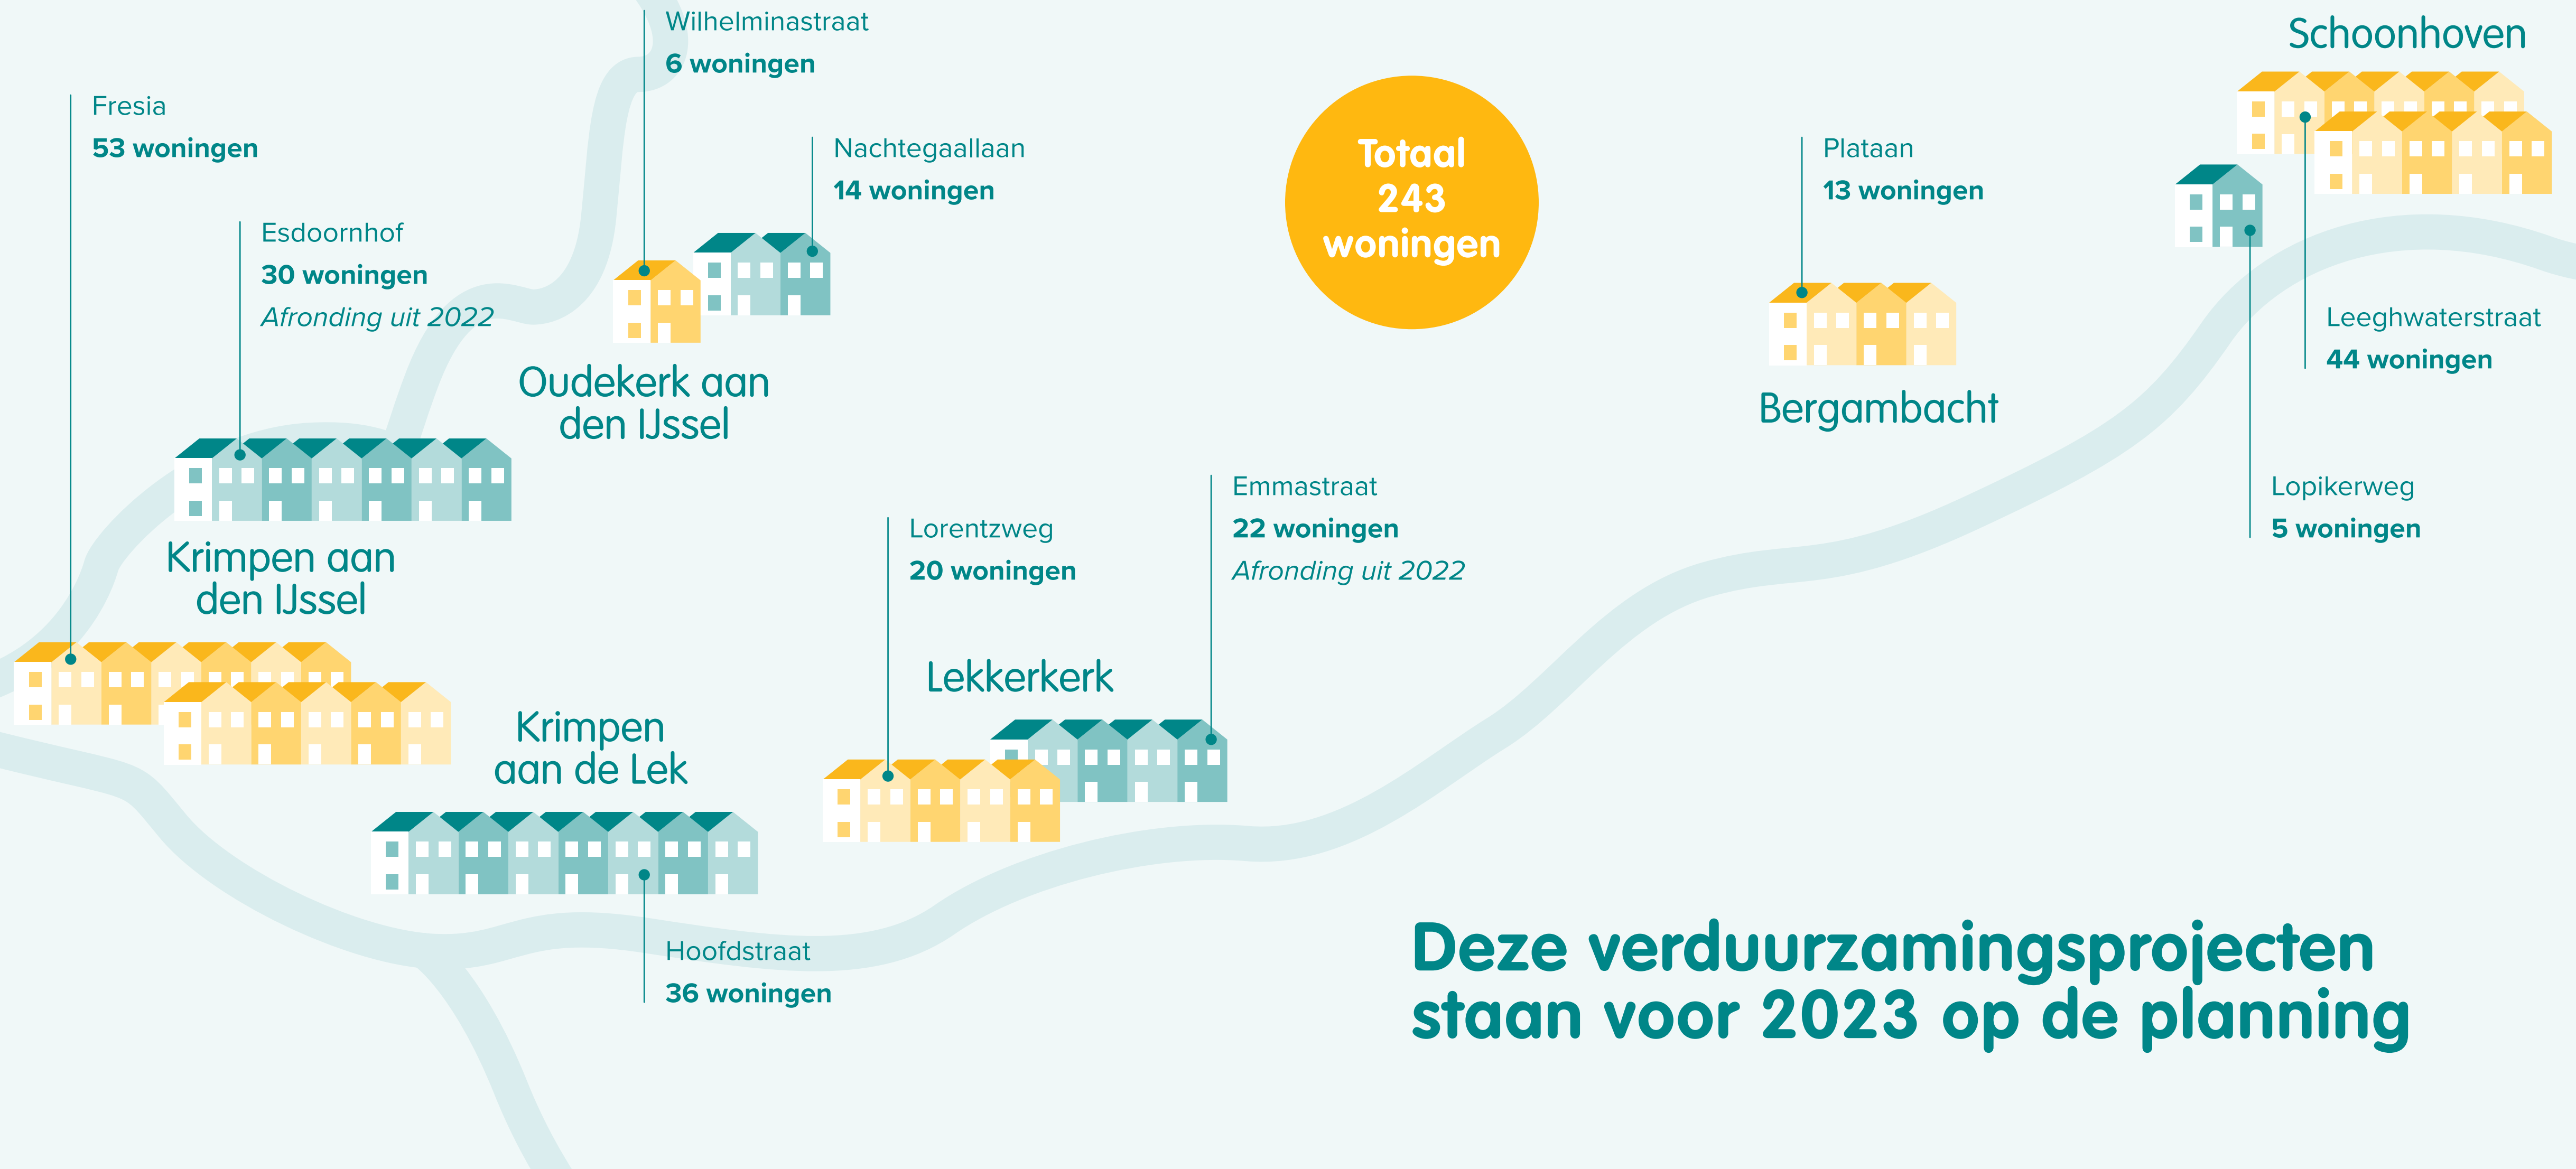 Wilhelminastraat
6 woningen
Schoonhoven
Fresia
53 woningen
Nachtegaallaan
14 woningen
Totaal
243
woningen
Plataan
13 woningen
Esdoornhof
30 woningen
Afronding uit 2022
Leeghwaterstraat
44 woningen
Oudekerk aan
den IJssel
Bergambacht
Lopikerweg
5 woningen
Emmastraat
22 woningen
Afronding uit 2022
Lorentzweg
20 woningen
Krimpen aan
den IJssel
Lekkerkerk
Krimpen
aan de Lek
Hoofdstraat
36 woningen
Deze verduurzamingsprojecten
staan voor 2023 op de planning